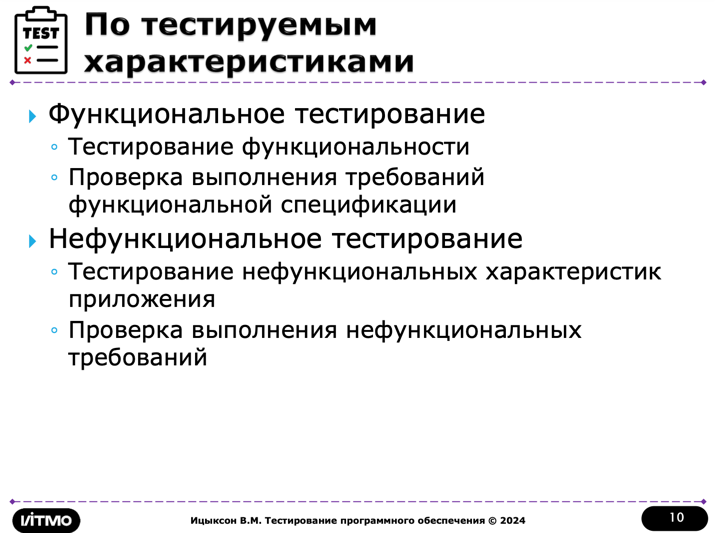 TEST
По тестируемым
характеристиками
Функциональное тестирование
Тестирование функциональности
Проверка выполнения требований
функциональной спецификации
Нефункциональное тестирование
Тестирование нефункциональных характеристик
приложения
Проверка выполнения нефункциональных
требований
ИТМО
Ицыксон В.М. Тестирование программного обеспечения © 2024
10